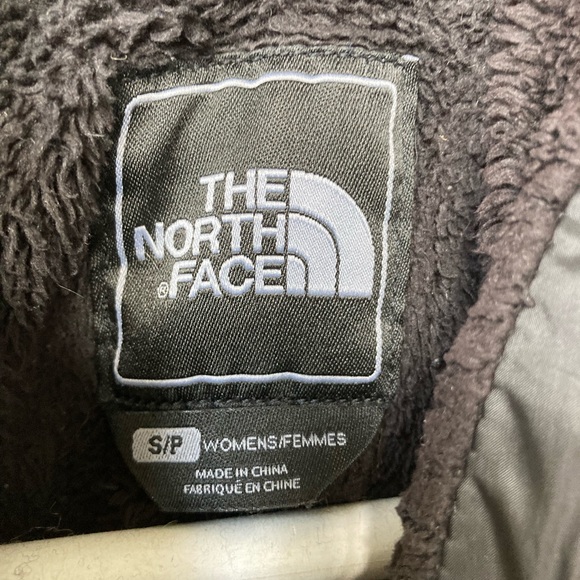 THE
NORTH
®FACE
S/P WOMENS/FEMMES
MADE IN CHINA
FABRIQUÉ EN CHINE